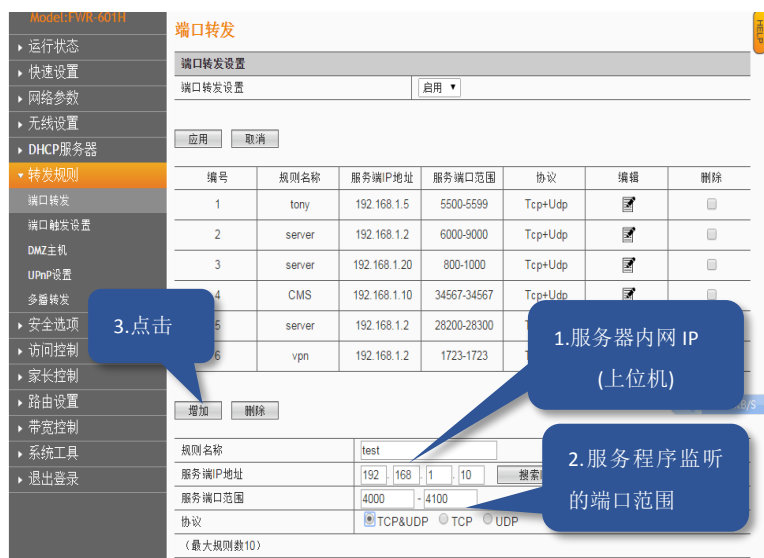 Model:FWR-601H
运行状态
快速设置
网络参数
无线设置
DHCP服务器
转发规则
端口转发
端口触发设置
DMZ主机
UPnP设置
多播转发
安全选项
访问控制
家长控制
路由设置
带宽控制
系统工具
退出登录
端口转发
HELP
端口转发设置
端口转发设置 启用
应用 取消
编号 规则名称 服务端IP地址 服务端口范围 协议 编辑 删除
1 tony 192.168.1.5 5500-5599 Tcp+Udp
2 server 192.168.1.2 6000-9000 Tcp+Udp
3 server 192.168.1.20 800-1000 Tcp+Udp
4 CMS 192.168.1.10 34567-34567 Tcp+Udp
5 server 192.168.1.2 28200-28300
6 vpn 192.168.1.2 1723-1723
3.点击
1.服务器内网 IP
(上位机)
增加 删除
规则名称 test
服务端IP地址 192 . 168 . 1 . 10 搜索
服务端口范围 4000 - 4100
协议 TCP&UDP TCP UDP
(最大规则数10)
2.服务程序监听
的端口范围